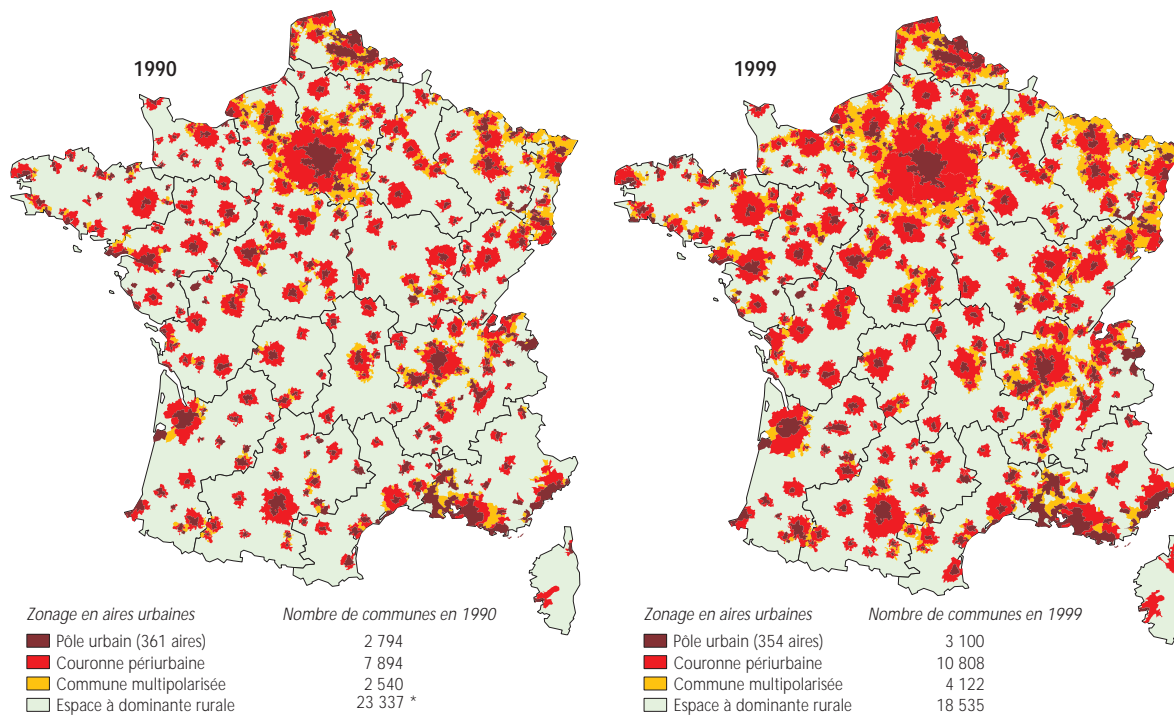 1990
Zonage en aires urbaines Nombre de communes en 1990
Pôle urbain (361 aires) 2 794
Couronne périurbaine 7 894
Commune multipolarisée 2 540
Espace à dominante rurale 23 337 *
1999
Zonage en aires urbaines Nombre de communes en 1999
Pôle urbain (354 aires) 3 100
Couronne périurbaine 10 808
Commune multipolarisée 4 122
Espace à dominante rurale 18 535